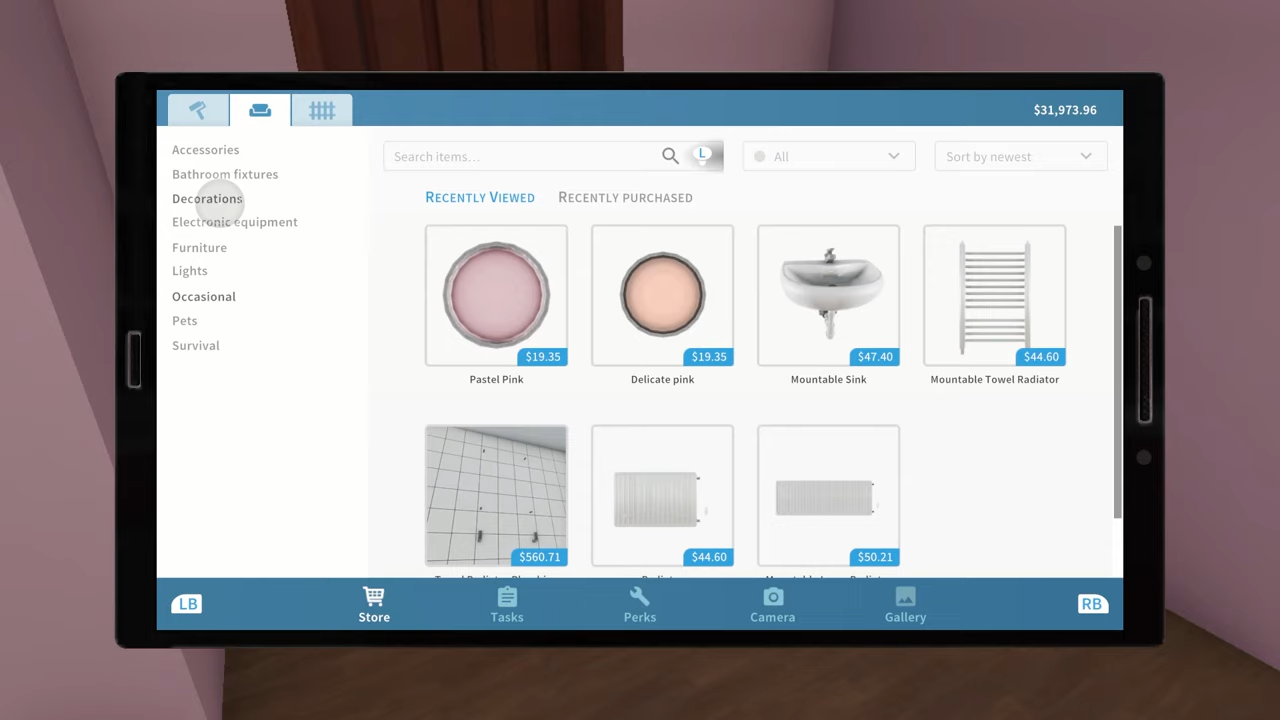 $31,973.96
Accessories
Bathroom fixtures
Decorations
Electronic equipment
Furniture
Lights
Occasional
Pets
Survival
Search items...
L
All
Sort by newest
RECENTLY VIEWED
RECENTLY PURCHASED
$19.35
$19.35
$47.40
$44.60
Pastel Pink
Delicate pink
Mountable Sink
Mountable Towel Radiator
$560.71
$44.60
$50.21
LB
Store
Tasks
Perks
Camera
Gallery
RB